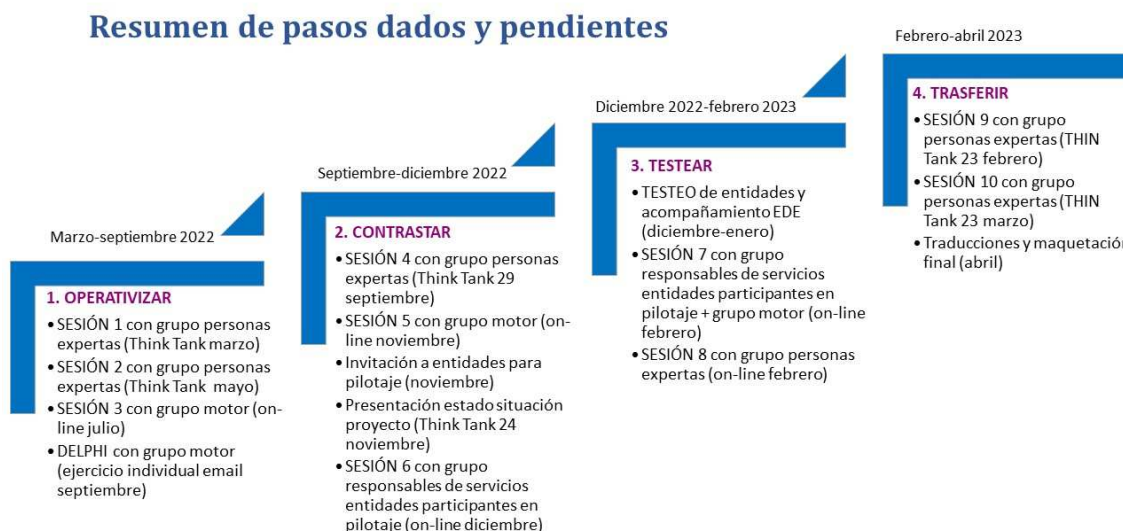 Resumen de pasos dados y pendientes
Marzo-septiembre 2022
1. OPERATIVIZAR
• SESIÓN 1 con grupo personas
expertas (Think Tank marzo)
• SESIÓN 2 con grupo personas
expertas (Think Tank mayo)
• SESIÓN 3 con grupo motor (on-
line julio)
• DELPHI con grupo motor
(ejercicio individual email
septiembre)
Septiembre-diciembre 2022
2. CONTRASTAR
• SESIÓN 4 con grupo personas
expertas (Think Tank 29
septiembre)
• SESIÓN 5 con grupo motor (on-
line noviembre)
• Invitación a entidades para
pilotaje (noviembre)
• Presentación estado situación
proyecto (Think Tank 24
noviembre)
• SESIÓN 6 con grupo
responsables de servicios
entidades participantes en
pilotaje (on-line diciembre)
Diciembre 2022-febrero 2023
3. TESTEAR
• TESTEO de entidades y
acompañamiento EDE
(diciembre-enero)
• SESIÓN 7 con grupo
responsables de servicios
entidades participantes en
pilotaje + grupo motor (on-line
febrero)
• SESIÓN 8 con grupo personas
expertas (on-line febrero)
Febrero-abril 2023
4. TRASFERIR
• SESIÓN 9 con grupo
personas expertas (THIN
Tank 23 febrero)
• SESIÓN 10 con grupo
personas expertas (THIN
Tank 23 marzo)
• Traducciones y maquetación
final (abril)